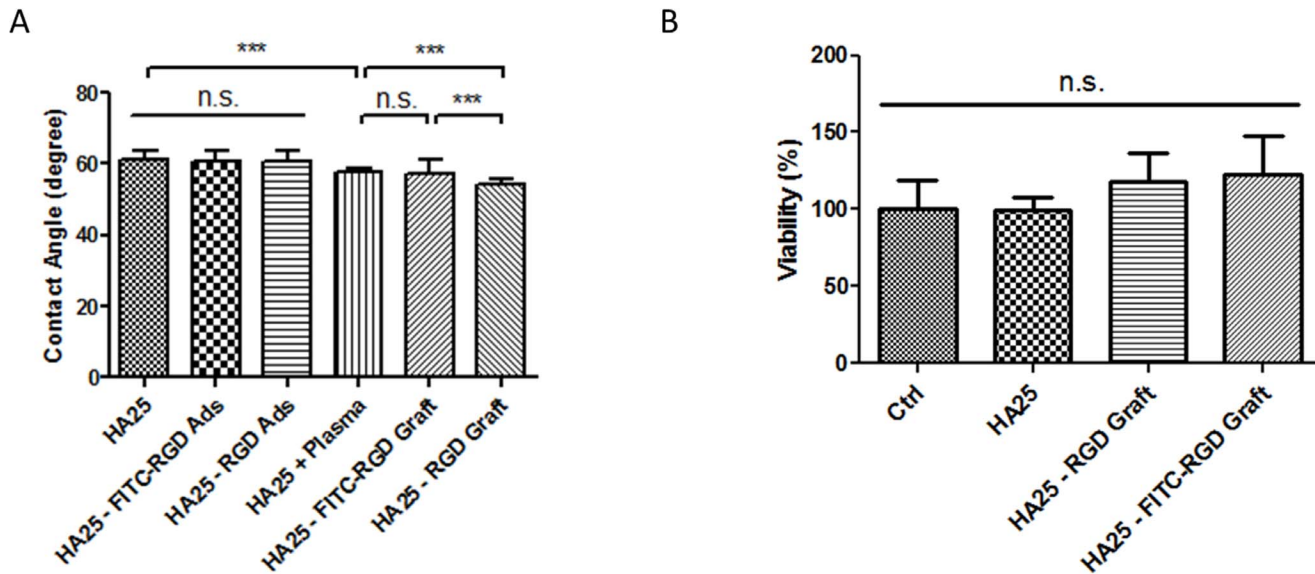 A
***
***
n.s.
n.s.
***
Contact Angle (degree)
80
60
40
20
0
HA25
HA25 - FITC-RGD Ads
HA25 - RGD Ads
HA25 + Plasma
HA25 - FITC-RGD Graft
HA25 - RGD Graft
B
n.s.
Viability (%)
200
150
100
50
0
Ctrl
HA25
HA25 - RGD Graft
HA25 - FITC-RGD Graft